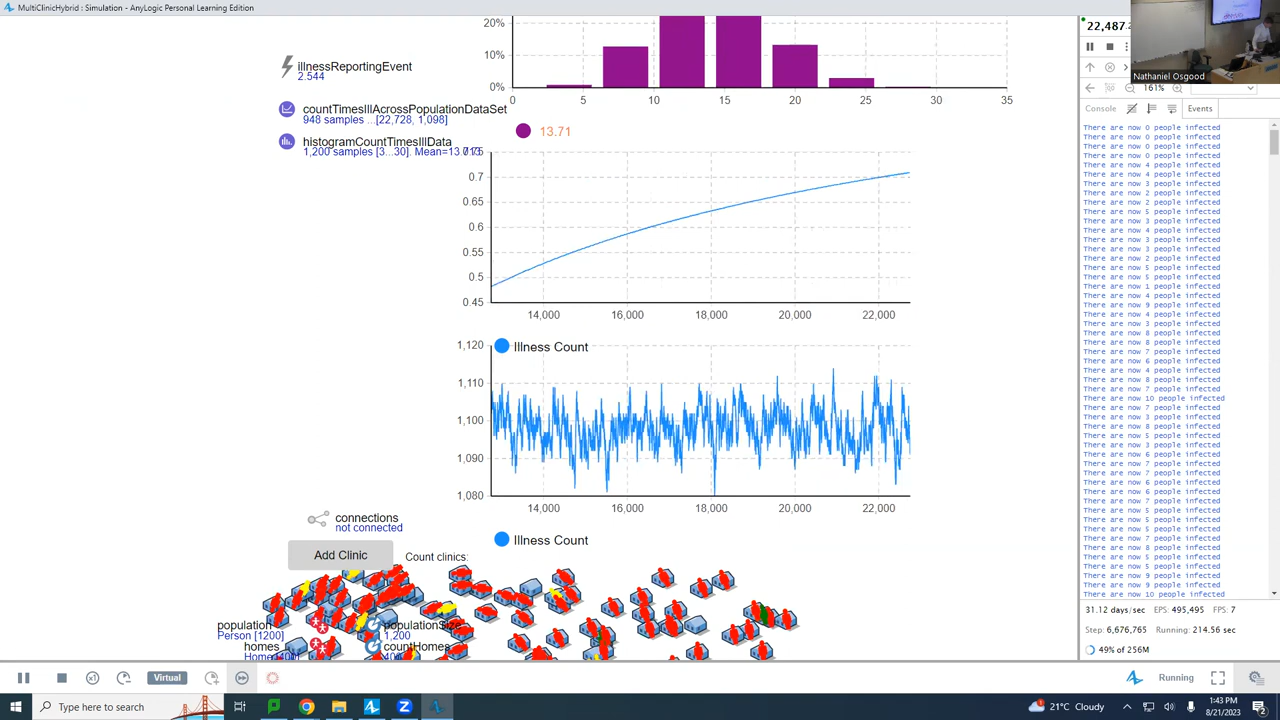 MultiClinicHybrid : Simulation - AnyLogic Personal Learning Edition
20%
10%
0%
0
5
10
15
20
25
30
35
13.71
illnessReportingEvent
2.544
countTimesIllAcrossPopulationDataSet
948 samples ...[22,728, 1,098]
histogramCountTimesIllData
1,200 samples [3...30]. Mean=13.713
0.75
0.7
0.65
0.6
0.55
0.5
0.45
14,000
16,000
18,000
20,000
22,000
Illness Count
1,120
1,110
1,100
1,090
1,080
14,000
16,000
18,000
20,000
22,000
Illness Count
connections
not connected
Add Clinic
Count clinics:
population
Person [1200]
populationSize
1,200
homes
countHomes
22,487
Nathaniel Osgood
161%
Console
Events
There are now 0 people infected
There are now 0 people infected
There are now 0 people infected
There are now 0 people infected
There are now 4 people infected
There are now 4 people infected
There are now 3 people infected
There are now 2 people infected
There are now 2 people infected
There are now 5 people infected
There are now 3 people infected
There are now 4 people infected
There are now 3 people infected
There are now 3 people infected
There are now 2 people infected
There are now 5 people infected
There are now 5 people infected
There are now 1 people infected
There are now 4 people infected
There are now 9 people infected
There are now 4 people infected
There are now 3 people infected
There are now 8 people infected
There are now 8 people infected
There are now 7 people infected
There are now 6 people infected
There are now 4 people infected
There are now 8 people infected
There are now 7 people infected
There are now 10 people infected
There are now 7 people infected
There are now 3 people infected
There are now 8 people infected
There are now 5 people infected
There are now 3 people infected
There are now 6 people infected
There are now 7 people infected
There are now 7 people infected
There are now 6 people infected
There are now 6 people infected
There are now 7 people infected
There are now 5 people infected
There are now 5 people infected
There are now 5 people infected
There are now 7 people infected
There are now 8 people infected
There are now 5 people infected
There are now 5 people infected
There are now 9 people infected
There are now 9 people infected
There are now 10 people infected
31.12 days/sec
EPS: 495,495
FPS: 7
Step: 6,676,765
Running: 214.56 sec
49% of 256M
Virtual
Running
Type here to search
21°C Cloudy
1:43 PM
8/21/2023